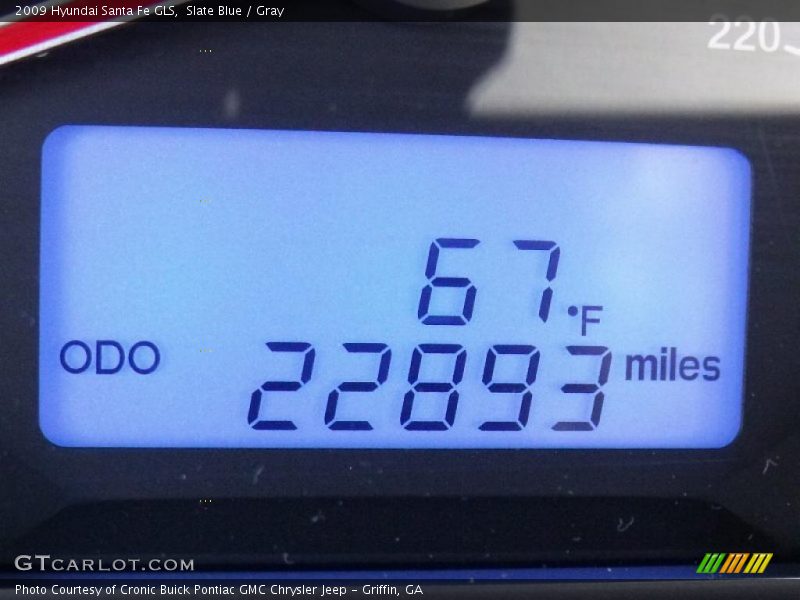 2009 Hyundai Santa Fe GLS, Slate Blue / Gray
220
67 °F
ODO 22893 miles
GTCARLOT.COM
Photo Courtesy of Cronic Buick Pontiac GMC Chrysler Jeep - Griffin, GA